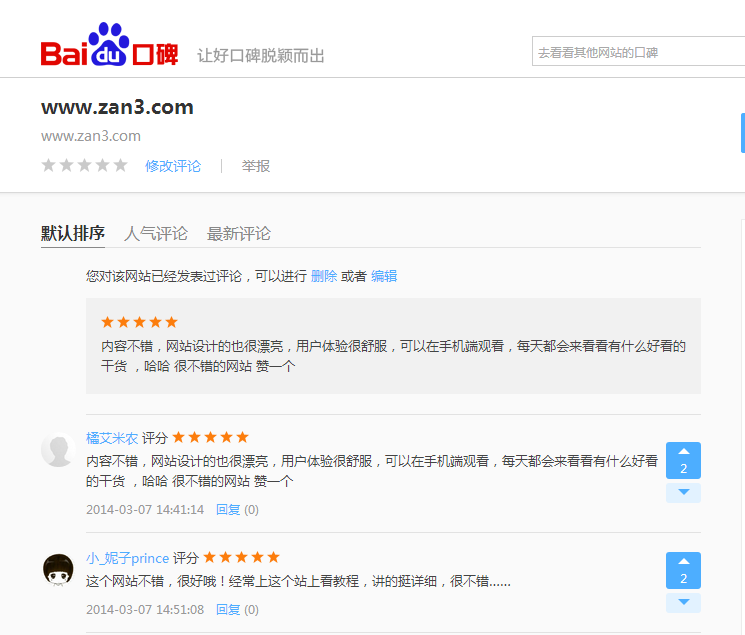 Bai du 口碑 让好口碑脱颖而出
去看看其他网站的口碑
www.zan3.com
www.zan3.com
修改评论 | 举报
默认排序 人气评论 最新评论
您对该网站已经发表过评论，可以进行 删除 或者 编辑
内容不错，网站设计的也很漂亮，用户体验很舒服，可以在手机端观看，每天都会来看看有什么好看的
干货 ，哈哈 很不错的网站 赞一个
橘艾米农 评分
内容不错，网站设计的也很漂亮，用户体验很舒服，可以在手机端观看，每天都会来看看有什么好看
的干货 ，哈哈 很不错的网站 赞一个
2
2014-03-07 14:41:14 回复 (0)
小_妮子prince 评分
这个网站不错，很好哦！经常上这个站上看教程，讲的挺详细，很不错......
2
2014-03-07 14:51:08 回复 (0)